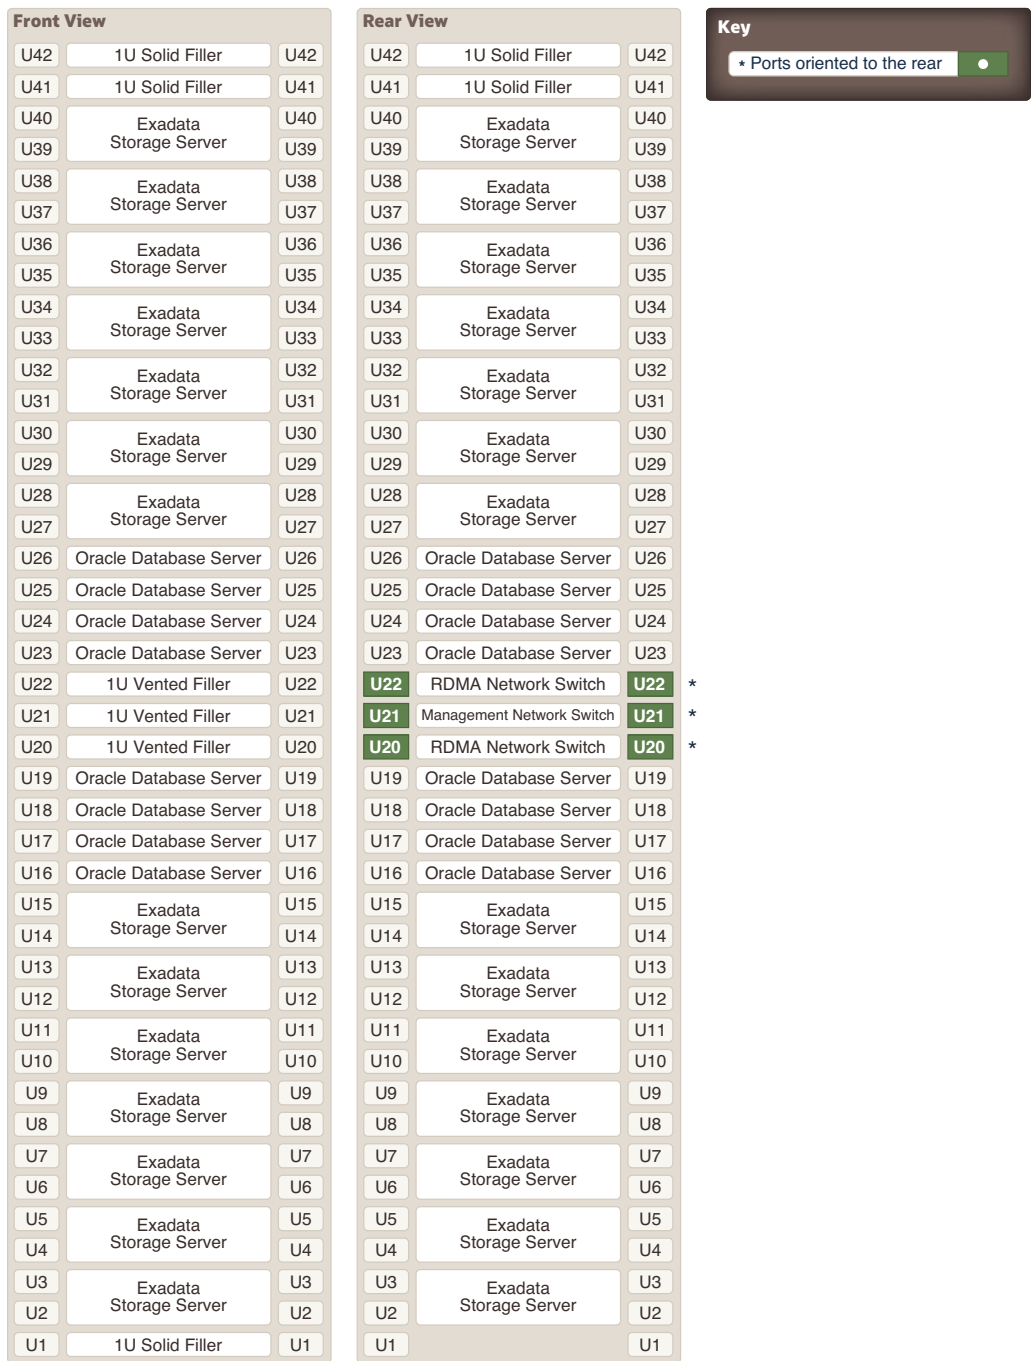 Front View
U42 1U Solid Filler U42
U41 1U Solid Filler U41
U40 Exadata U40
U39 Storage Server U39
U38 Exadata U38
U37 Storage Server U37
U36 Exadata U36
U35 Storage Server U35
U34 Exadata U34
U33 Storage Server U33
U32 Exadata U32
U31 Storage Server U31
U30 Exadata U30
U29 Storage Server U29
U28 Exadata U28
U27 Storage Server U27
U26 Oracle Database Server U26
U25 Oracle Database Server U25
U24 Oracle Database Server U24
U23 Oracle Database Server U23
U22 1U Vented Filler U22
U21 1U Vented Filler U21
U20 1U Vented Filler U20
U19 Oracle Database Server U19
U18 Oracle Database Server U18
U17 Oracle Database Server U17
U16 Oracle Database Server U16
U15 Exadata U15
U14 Storage Server U14
U13 Exadata U13
U12 Storage Server U12
U11 Exadata U11
U10 Storage Server U10
U9 Exadata U9
U8 Storage Server U8
U7 Exadata U7
U6 Storage Server U6
U5 Exadata U5
U4 Storage Server U4
U3 Exadata U3
U2 Storage Server U2
U1 1U Solid Filler U1
Rear View
U42 1U Solid Filler U42
U41 1U Solid Filler U41
U40 Exadata U40
U39 Storage Server U39
U38 Exadata U38
U37 Storage Server U37
U36 Exadata U36
U35 Storage Server U35
U34 Exadata U34
U33 Storage Server U33
U32 Exadata U32
U31 Storage Server U31
U30 Exadata U30
U29 Storage Server U29
U28 Exadata U28
U27 Storage Server U27
U26 Oracle Database Server U26
U25 Oracle Database Server U25
U24 Oracle Database Server U24
U23 Oracle Database Server U23
U22 RDMA Network Switch U22 *
U21 Management Network Switch U21 *
U20 RDMA Network Switch U20 *
U19 Oracle Database Server U19
U18 Oracle Database Server U18
U17 Oracle Database Server U17
U16 Oracle Database Server U16
U15 Exadata U15
U14 Storage Server U14
U13 Exadata U13
U12 Storage Server U12
U11 Exadata U11
U10 Storage Server U10
U9 Exadata U9
U8 Storage Server U8
U7 Exadata U7
U6 Storage Server U6
U5 Exadata U5
U4 Storage Server U4
U3 Exadata U3
U2 Storage Server U2
U1 U1
Key
* Ports oriented to the rear